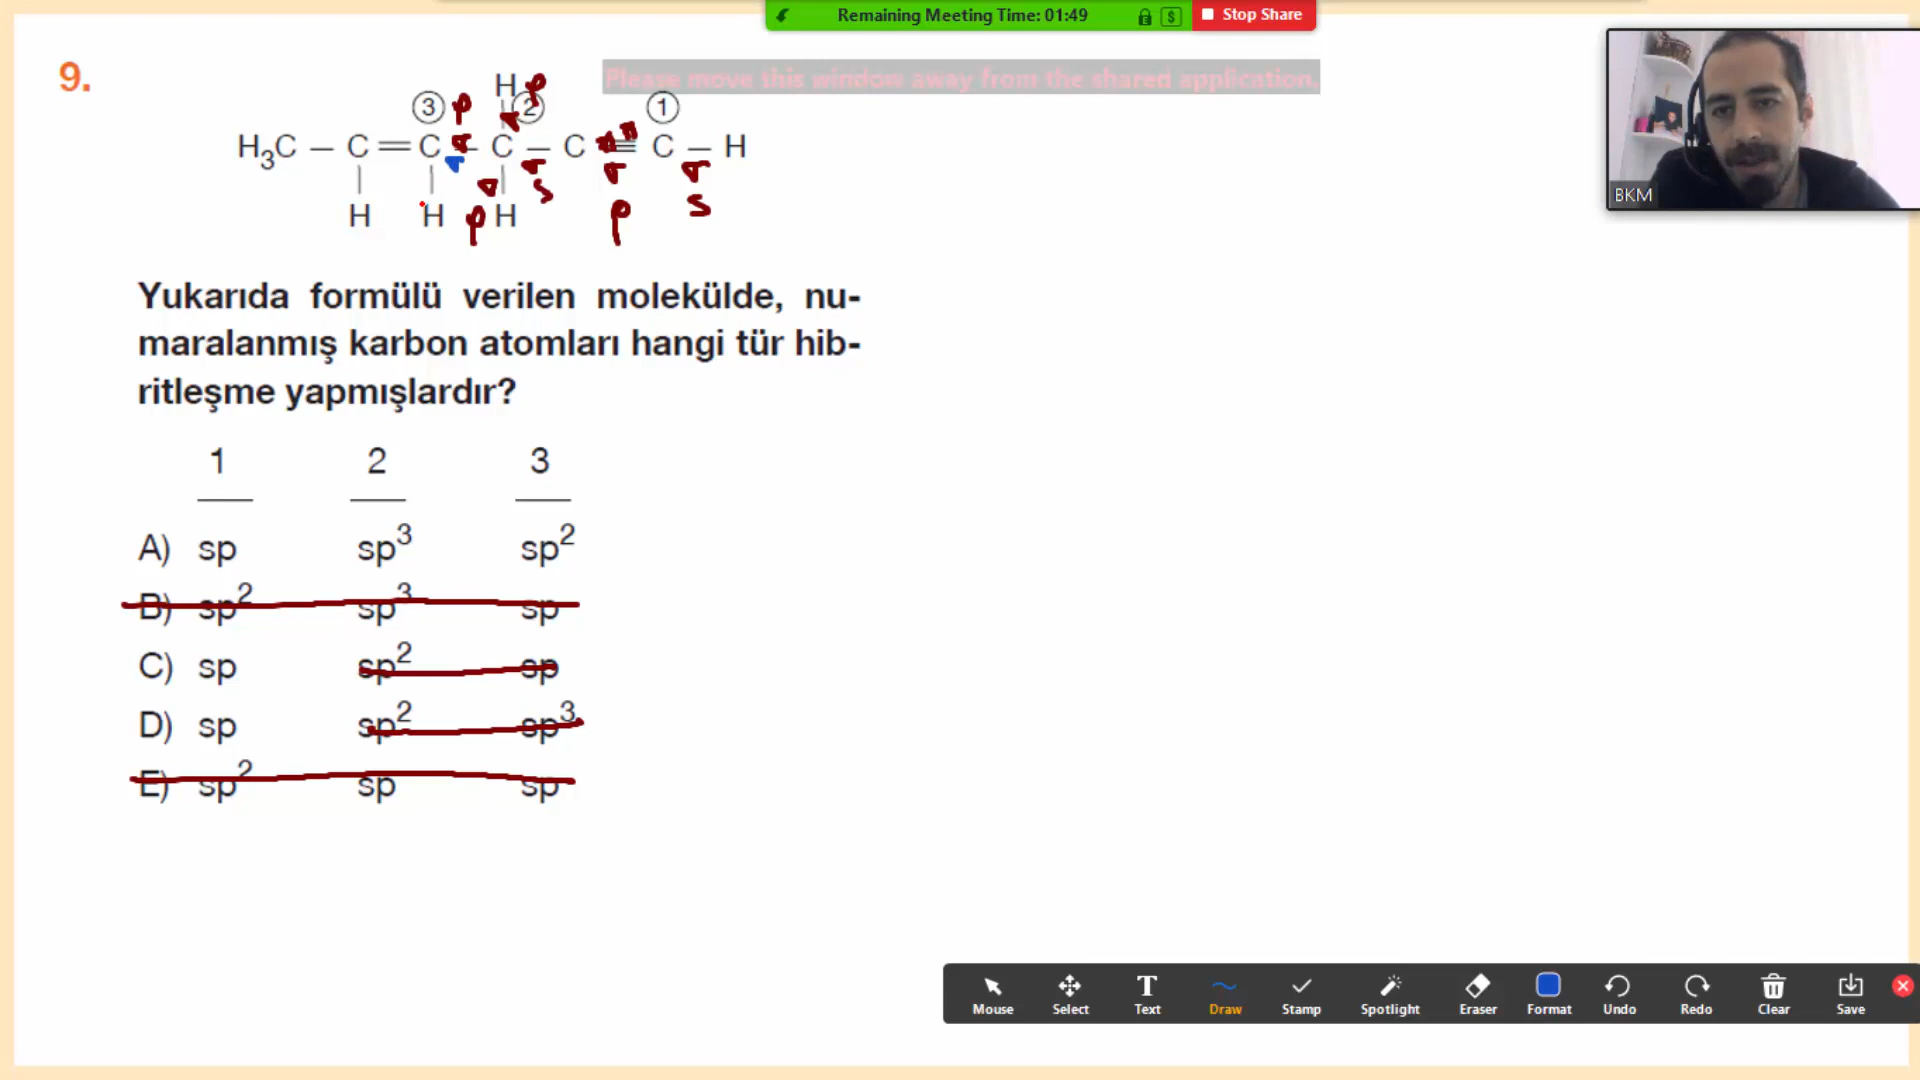 Remaining Meeting Time: 01:49 Stop Share
Please move this window away from the shared application.
9.
H p
③ p ② ①
H₃C – C = C – C – C ≡ C – H
σ σ σ σ σ
H H p H s p s
BKM
Yukarıda formülü verilen molekülde, nu-
maralanmış karbon atomları hangi tür hib-
ritleşme yapmışlardır?
1 2 3
A) sp sp³ sp²
B) sp² sp³ sp
C) sp sp² sp
D) sp sp² sp³
E) sp² sp sp
Mouse Select Text Draw Stamp Spotlight Eraser Format Undo Redo Clear Save